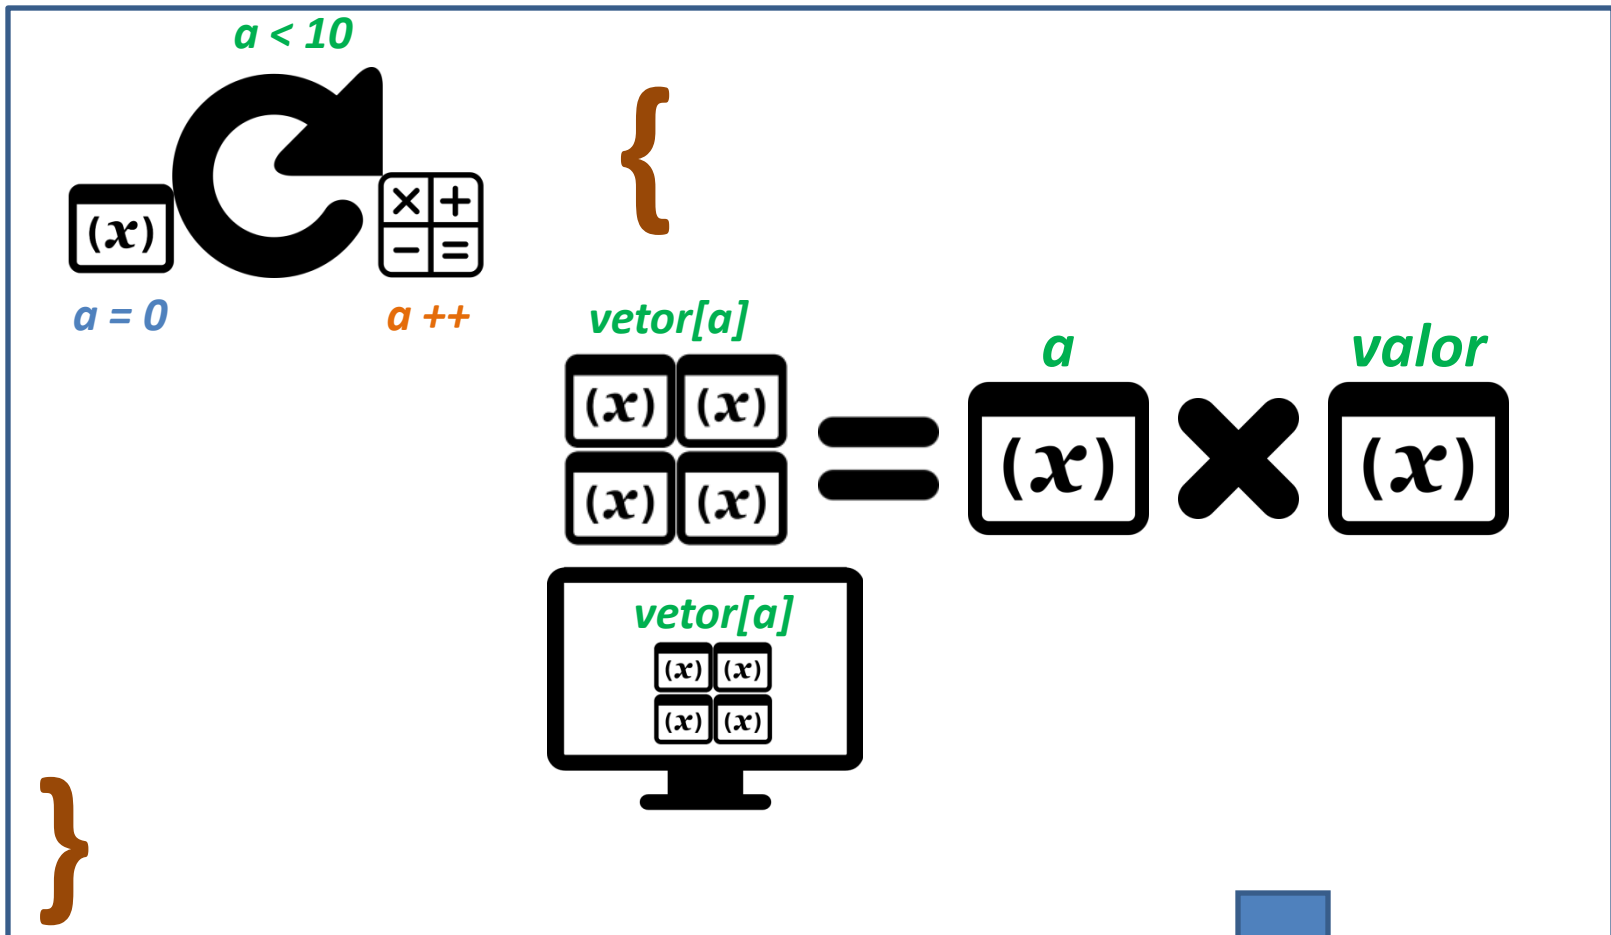 a < 10
{
(x)
× +
− =
a = 0
a ++
vetor[a]
a
valor
(x) (x)
(x) (x)
=
(x)
×
(x)
vetor[a]
(x) (x)
(x) (x)
}